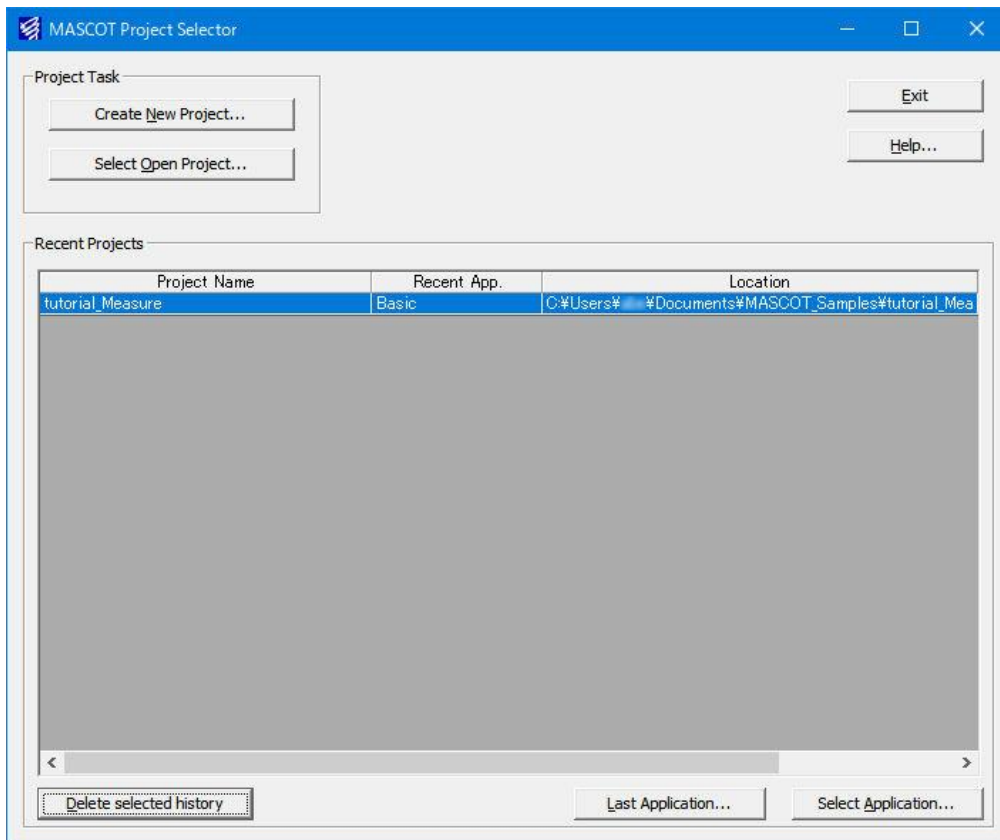 MASCOT Project Selector
Project Task
Create New Project...
Select Open Project...
Exit
Help...
Recent Projects
Project Name Recent App. Location
tutorial_Measure Basic C:¥Users¥ ¥Documents¥MASCOT_Samples¥tutorial_Mea
Delete selected history Last Application... Select Application...